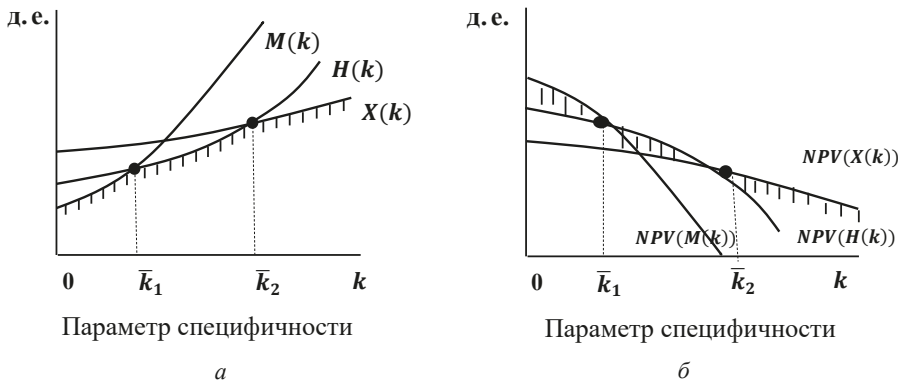 д.е.
M(k)
H(k)
X(k)
0
k̅₁
k̅₂
k
Параметр специфичности
а
д.е.
NPV(X(k))
NPV(M(k))
NPV(H(k))
0
k̅₁
k̅₂
k
Параметр специфичности
б